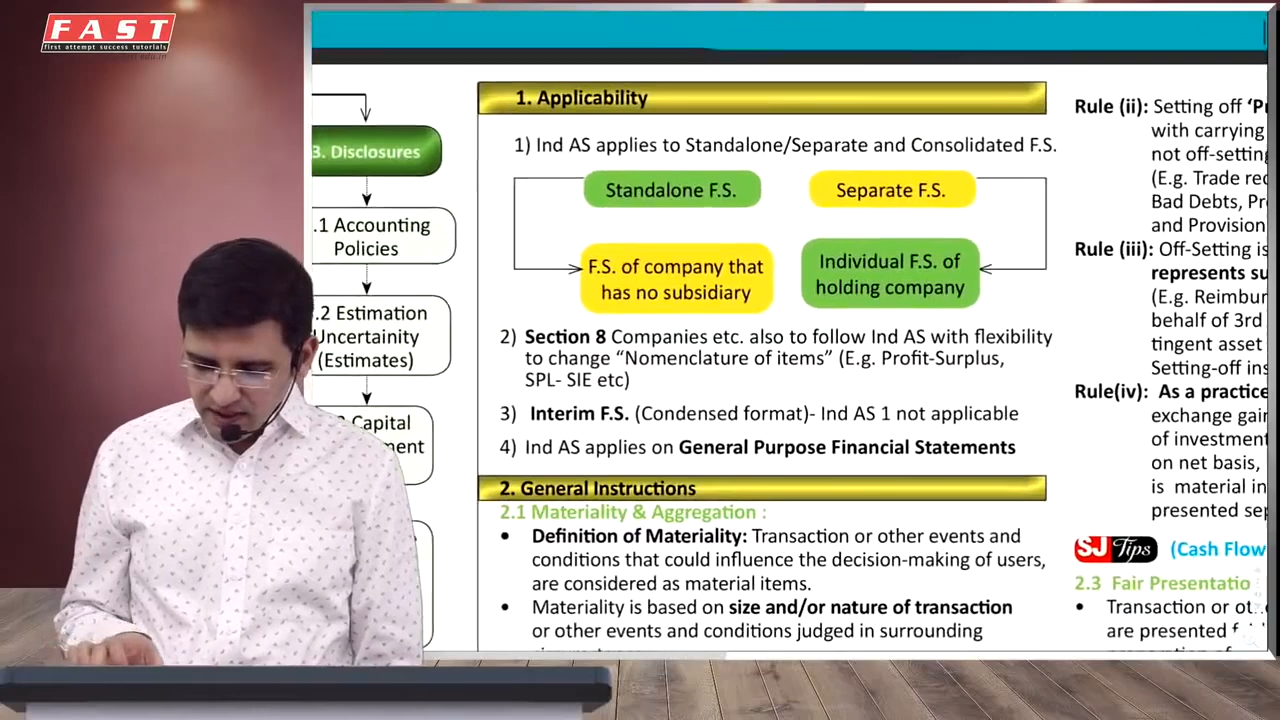 FAST
first attempt success tutorials
3. Disclosures
.1 Accounting
Policies
.2 Estimation
Uncertainity
(Estimates)
Capital
1. Applicability
1) Ind AS applies to Standalone/Separate and Consolidated F.S.
Standalone F.S.
Separate F.S.
F.S. of company that
has no subsidiary
Individual F.S. of
holding company
2) Section 8 Companies etc. also to follow Ind AS with flexibility
to change “Nomenclature of items” (E.g. Profit-Surplus,
SPL- SIE etc)
3) Interim F.S. (Condensed format)- Ind AS 1 not applicable
4) Ind AS applies on General Purpose Financial Statements
2. General Instructions
2.1 Materiality & Aggregation :
• Definition of Materiality: Transaction or other events and
conditions that could influence the decision-making of users,
are considered as material items.
• Materiality is based on size and/or nature of transaction
or other events and conditions judged in surrounding
Rule (ii): Setting off
with carrying
not off-setting
(E.g. Trade
Bad Debts,
and Provision
Rule (iii): Off-Setting is
represents
(E.g.
behalf of 3rd
tingent asset
Setting-off
Rule(iv): As a practice
exchange
of investment
on net basis,
is material
presented
SJ Tips (Cash Flow
2.3 Fair
• Transaction or
are presented